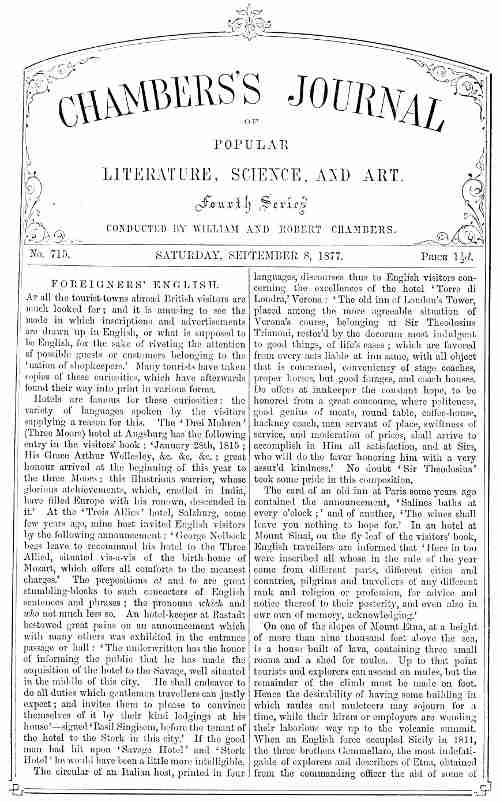 CHAMBERS'S JOURNAL
OF
POPULAR
LITERATURE, SCIENCE, AND ART.
Fourth Series
CONDUCTED BY WILLIAM AND ROBERT CHAMBERS.
No. 715. SATURDAY, SEPTEMBER 8, 1877. PRICE 1½d.
FOREIGNERS' ENGLISH.
AT all the tourist-towns abroad British visitors are
much looked for; and it is amusing to see the
mode in which inscriptions and advertisements
are drawn up in English, or what is supposed to
be English, for the sake of riveting the attention
of possible guests or customers belonging to the
'nation of shopkeepers.' Many tourists have taken
copies of these curiosities, which have afterwards
found their way into print in various forms.
Hotels are famous for these curiosities: the
variety of languages spoken by the visitors
supplying a reason for this. The 'Drei Mohren'
(Three Moors) hotel at Augsburg has the following
entry in the visitors' book: 'January 28th, 1815;
His Grace Arthur Wellesley, &c. &c. &c.; great
honour arrived at the beginning of this year to
the three Moors; this illustrious warrior, whose
glorious atchievements, which, cradled in India,
have filled Europe with his renown, descended in
it.' At the 'Trois Allies' hotel, Salzburg, some
few years ago, mine host invited English visitors
by the following announcement: 'George Nelbock
begs leave to recommand his hotel to the Three
Allied, situated vis-a-vis of the birth-home of
Mozart, which offers all comforts to the meanest
charges.' The prepositions at and to are great
stumbling-blocks to such concoctors of English
sentences and phrases; the pronouns which and
who not much less so. An hotel-keeper at Rastadt
bestowed great pains on an announcement which
with many others was exhibited in the entrance
passage or hall: 'The underwritten has the honor
of informing the public that he has made the
acquisition of the hotel to the Savage, well situated
in the middle of this city. He shall endeavor to
do all duties which gentlemen travellers can justly
expect; and invites them to please to convince
themselves of it by their kind lodgings at his
house'—signed 'Basil Singisem, before the tenant of
the hotel to the Stork in this city.' If the good
man had hit upon 'Savage Hotel' and 'Stork
Hotel' he would have been a little more intelligible.
The circular of an Italian host, printed in four
languages, discourses thus to English visitors con-
cerning the excellences of the hotel 'Torre di
Londra,' Verona: 'The old inn of London's Tower,
placed among the more agreeable situation of
Verona's course, belonging at Sir Theodosius
restor'd by the decorum most indulgent
to good things, of life's eases; which are favored
from every arts liable at inn same, with all object
that is concerned, conveniency of stage coaches,
proper horses, but good forages, and coach houses.
Do offers at innkeeper the constant hope, to be
honored from a great concourse, where politeness,
good genius of meats, round table, coffee-house,
hackney coach, men servant of place, swiftness of
service, and moderation of prices, shall arrive to
accomplish in Him all satisfaction, and at Sirs,
who will do the favor honoring him with a very
assur'd kindness.' No doubt 'Sir Theodosius'
took some pride in this composition.
The card of an old inn at Paris some years ago
contained the announcement, 'Salines baths at
every o'clock;' and of another, 'The wines shall
leave you nothing to hope for.' In an hotel at
Mount Sinai, on the fly-leaf of the visitors' book,
English travellers are informed that 'Here in too
were inscribed all whose in the rule of the year
come from different parts, different cities and
countries, pilgrims and travellers of any different
rank and religion or profession, for advice and
notice thereof to their posterity, and even also in
owr own of memory, acknowledging.'
On one of the slopes of Mount Etna, at a height
of more than nine thousand feet above the sea,
is a house built of lava, containing three small
rooms and a shed for mules. Up to that point
tourists and explorers can ascend on mules, but the
remainder of the climb must be made on foot.
Hence the desirability of having some building in
which mules and muleteers may sojourn for a
time, while their hirers or employers are wending
their laborious way up to the volcanic summit.
When an English force occupied Sicily in 1811,
the three brothers Gemmellaro, the most indefati-
gable of explorers and describers of Etna, obtained
from the commanding officer the aid of some of